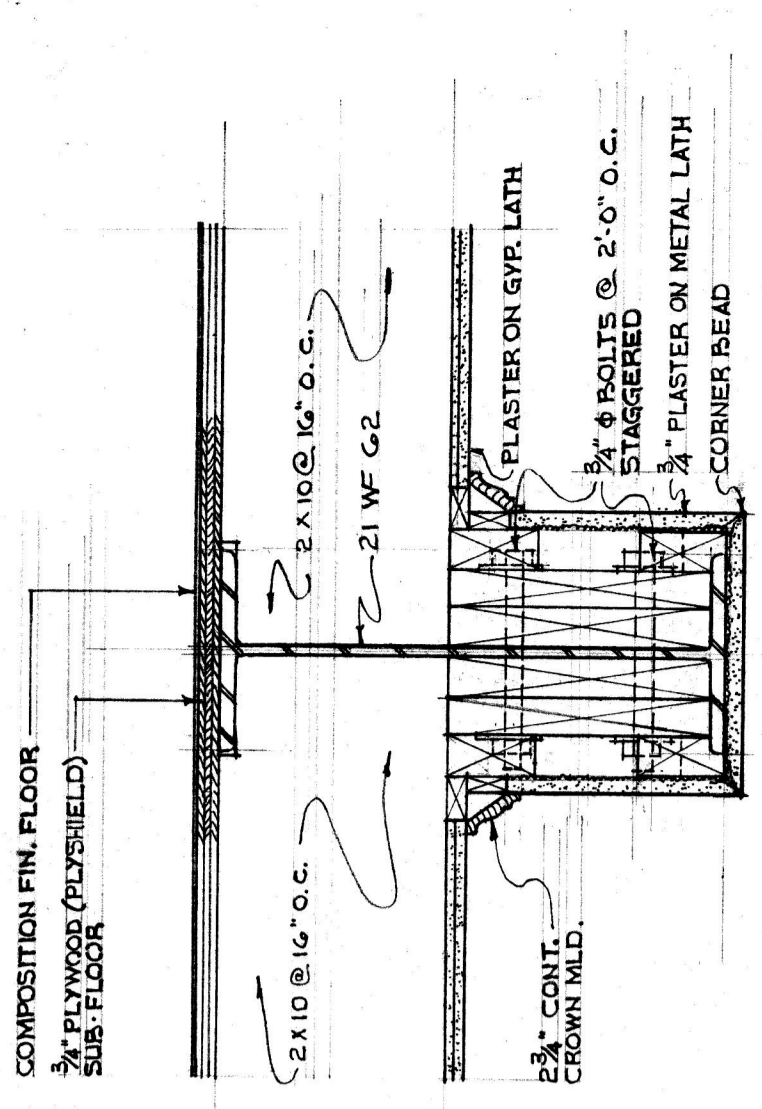 COMPOSITION FIN. FLOOR
3/4" PLYWOOD (PLYSHIELD)
SUB. FLOOR
2 X 10 @ 16" O.C.
2 X 10 @ 16" O.C.
21 WF 62
2 3/4" CONT.
CROWN MLD.
PLASTER ON GYP. LATH
3/4" ϕ BOLTS @ 2'-0" O.C.
STAGGERED
3/4" PLASTER ON METAL LATH
CORNER BEAD